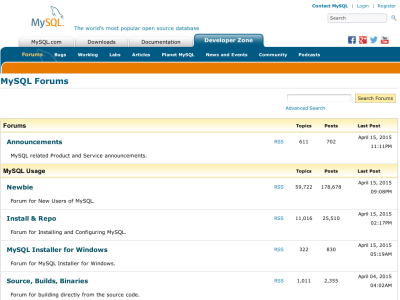 Contact MySQL | Login | Register
MySQL
The world's most popular open source database
Search
MySQL.com Downloads Documentation Developer Zone
Forums Bugs Worklog Labs Articles Planet MySQL News and Events Community Podcasts
MySQL Forums
Search Forums
Advanced Search
Forums Topics Posts Last Post
Announcements RSS 611 702 April 15, 2015 11:11PM
MySQL related Product and Service announcements.
MySQL Usage Topics Posts Last Post
Newbie RSS 59,722 178,678 April 15, 2015 09:08PM
Forum for New Users of MySQL.
Install & Repo RSS 11,016 25,510 April 15, 2015 02:17PM
Forum for Installing and Configuring MySQL.
MySQL Installer for Windows RSS 322 830 April 15, 2015 05:19AM
Forum for MySQL Installer for Windows.
Source, Builds, Binaries RSS 1,011 2,355 April 04, 2015 04:02AM
Forum for building directly from the source code.